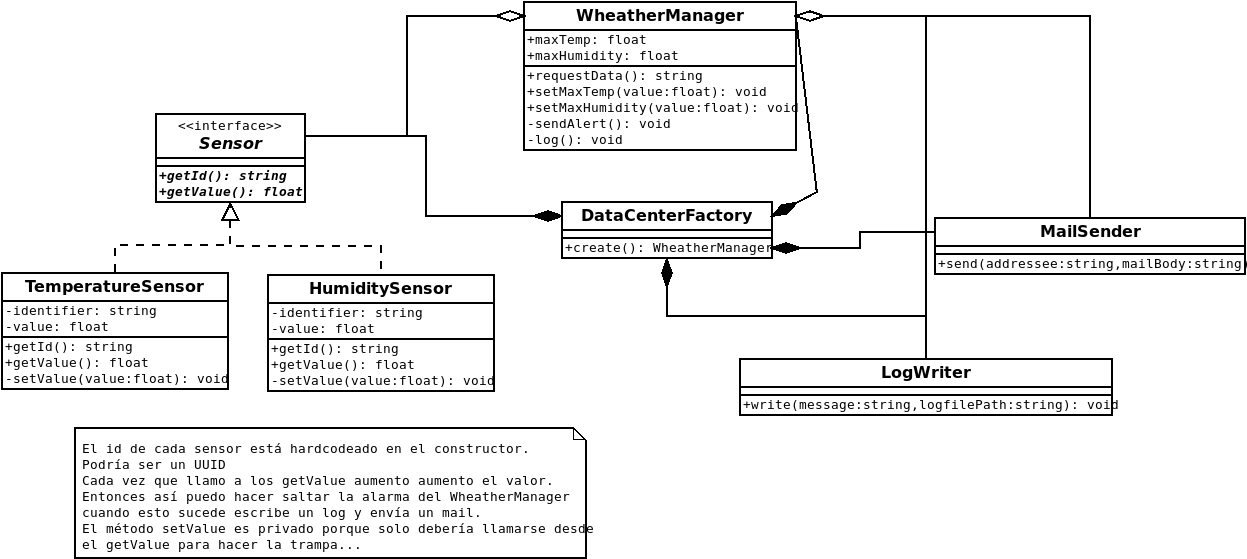 WheatherManager
+maxTemp: float
+maxHumidity: float
+requestData(): string
+setMaxTemp(value:float): void
+setMaxHumidity(value:float): void
-sendAlert(): void
-log(): void
<<interface>>
Sensor
+getId(): string
+getValue(): float
DataCenterFactory
+create(): WheatherManager
MailSender
+send(addressee:string,mailBody:string)
TemperatureSensor
-identifier: string
-value: float
+getId(): string
+getValue(): float
-setValue(value:float): void
HumiditySensor
-identifier: string
-value: float
+getId(): string
+getValue(): float
-setValue(value:float): void
LogWriter
+write(message:string,logfilePath:string): void
El id de cada sensor está hardcodeado en el constructor.
Podría ser un UUID
Cada vez que llamo a los getValue aumento aumento el valor.
Entonces así puedo hacer saltar la alarma del WheatherManager
cuando esto sucede escribe un log y envía un mail.
El método setValue es privado porque solo debería llamarse desde
el getValue para hacer la trampa...